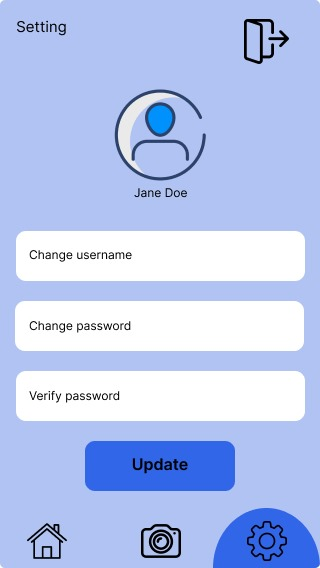 Setting
Jane Doe
Change username
Change password
Verify password
Update